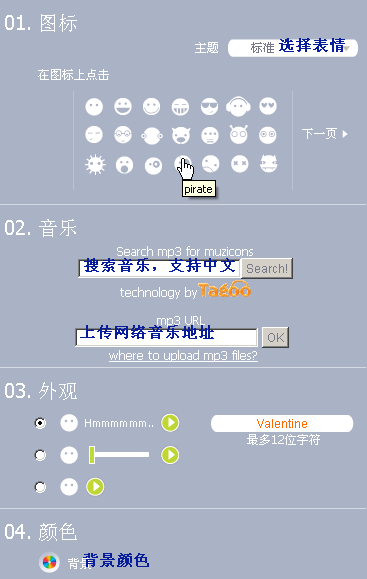 01. 图标
主题 标准 选择表情
在图标上点击
下一页
pirate
02. 音乐
Search mp3 for muzicons
搜索音乐，支持中文 Search!
technology by Taζoo
mp3 URL
上传网络音乐地址 OK
where to upload mp3 files?
03. 外观
Hmmmmmm.. Valentine
最多12位字符
04. 颜色
背景 背景颜色